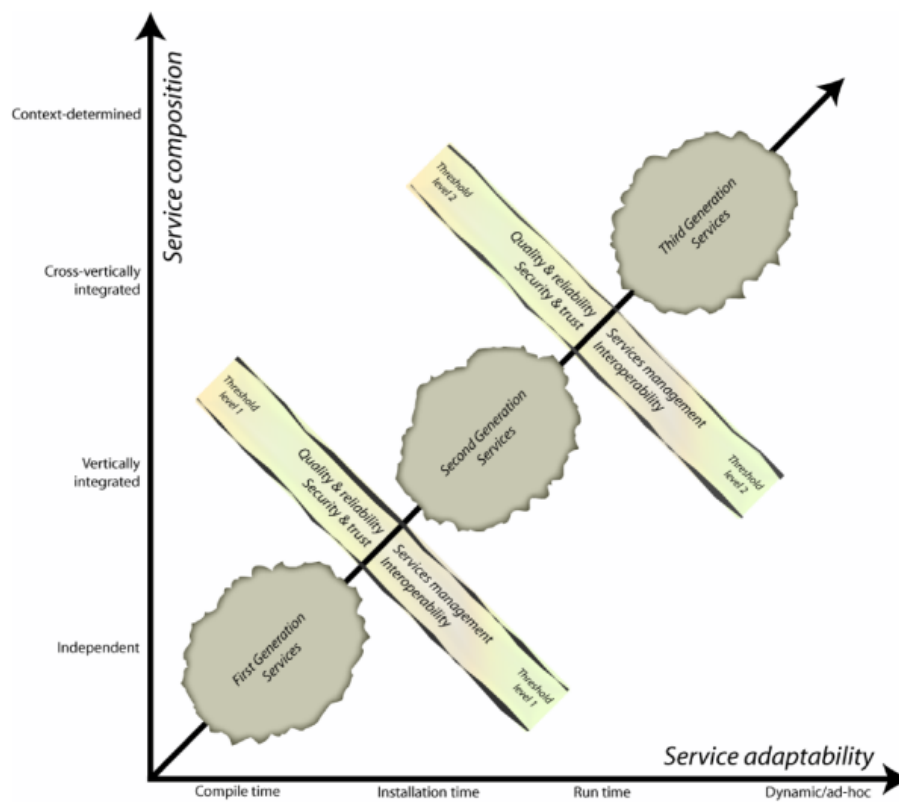 Service composition
Context-determined
Cross-vertically
integrated
Vertically
integrated
Independent
Threshold
level 2
Quality & reliability
Security & trust
Services management
Interoperability
Threshold
level 2
Third Generation
Services
Second Generation
Services
Threshold
level 1
Quality & reliability
Security & trust
Services management
Interoperability
Threshold
level 1
First Generation
Services
Service adaptability
Compile time
Installation time
Run time
Dynamic/ad-hoc